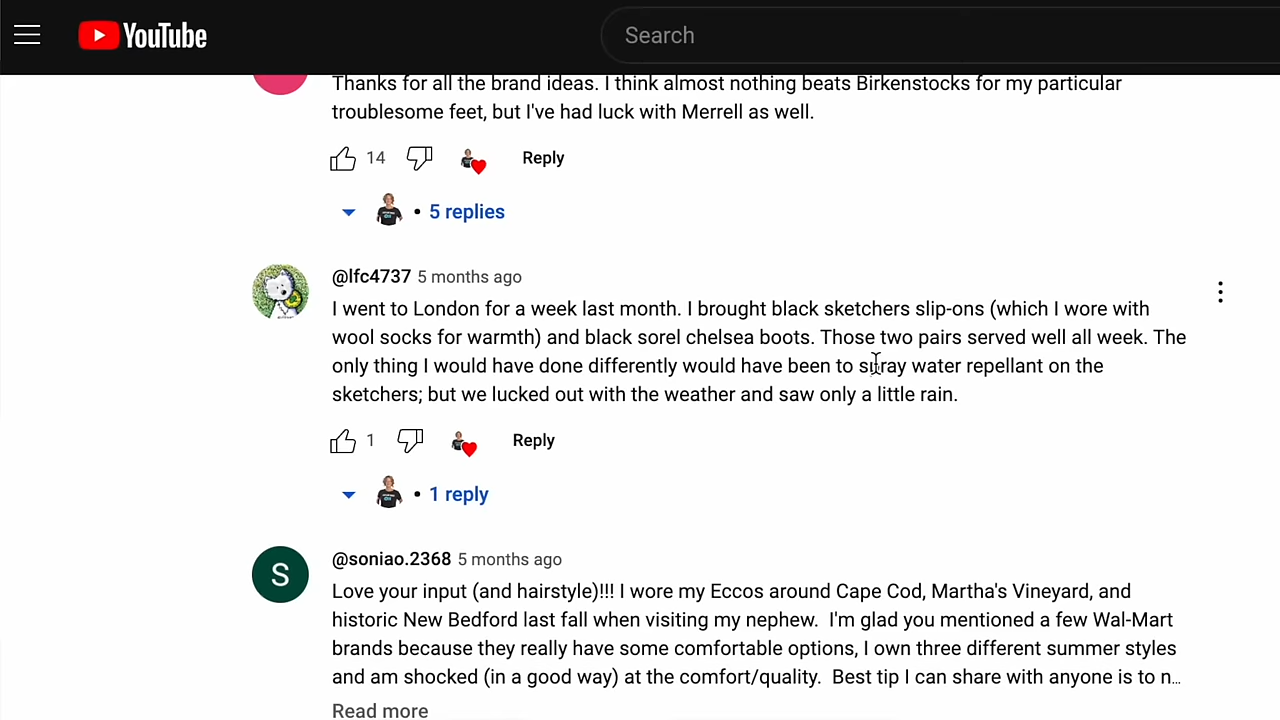 YouTube
Search
Thanks for all the brand ideas. I think almost nothing beats Birkenstocks for my particular
troublesome feet, but I've had luck with Merrell as well.
14
Reply
• 5 replies
@lfc4737 5 months ago
I went to London for a week last month. I brought black sketchers slip-ons (which I wore with
wool socks for warmth) and black sorel chelsea boots. Those two pairs served well all week. The
only thing I would have done differently would have been to spray water repellant on the
sketchers; but we lucked out with the weather and saw only a little rain.
1
Reply
• 1 reply
S
@soniao.2368 5 months ago
Love your input (and hairstyle)!!! I wore my Eccos around Cape Cod, Martha's Vineyard, and
historic New Bedford last fall when visiting my nephew. I'm glad you mentioned a few Wal-Mart
brands because they really have some comfortable options, I own three different summer styles
and am shocked (in a good way) at the comfort/quality. Best tip I can share with anyone is to n...
Read more